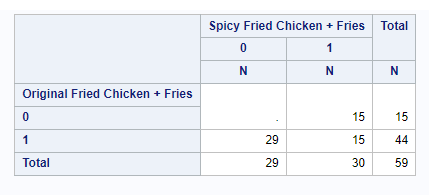 Spicy Fried Chicken + Fries Total
0 1
N N N
Original Fried Chicken + Fries
0 . 15 15
1 29 15 44
Total 29 30 59